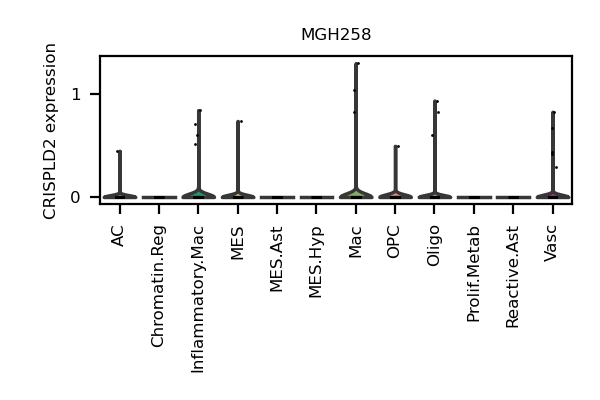 MGH258
CRISPLD2 expression
1
0
AC
Chromatin.Reg
Inflammatory.Mac
MES
MES.Ast
MES.Hyp
Mac
OPC
Oligo
Prolif.Metab
Reactive.Ast
Vasc